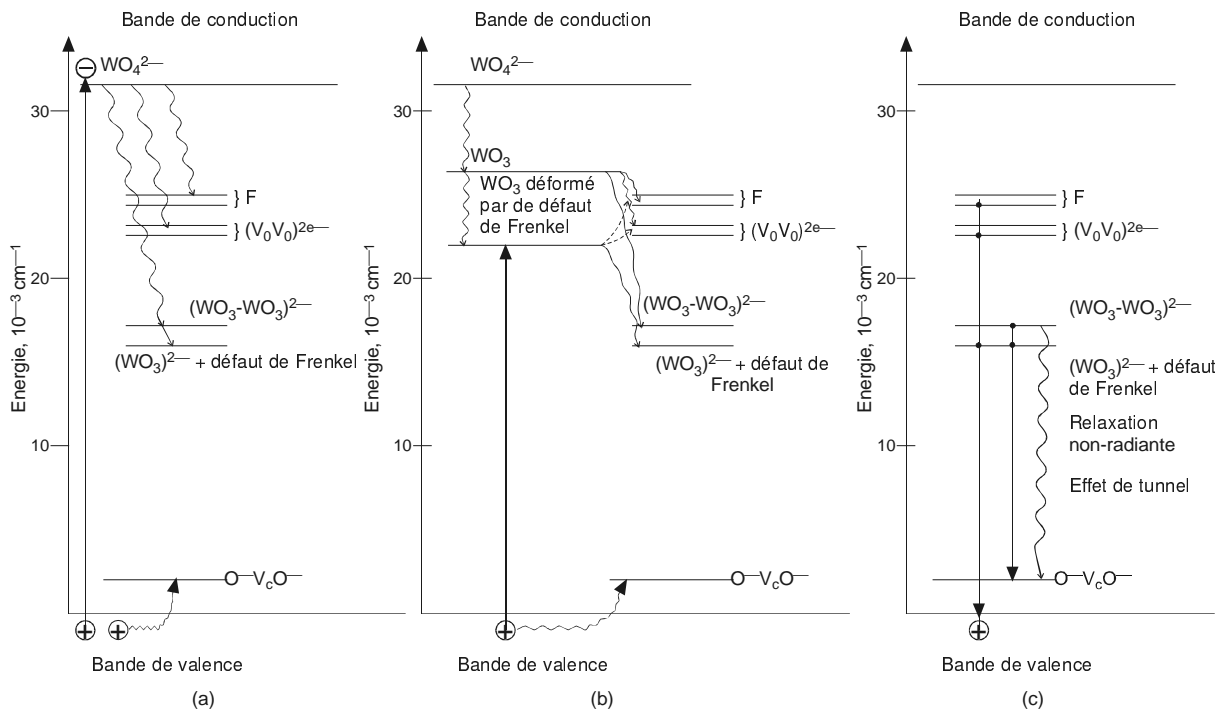 Bande de conduction
WO₄²⁻
30
} F
} (V₀V₀)²ᵉ⁻
20
(WO₃-WO₃)²⁻
(WO₃)²⁻ + défaut de Frenkel
10
O⁻V꜀O⁻
Energie, 10⁻³ cm⁻¹
Bande de valence
(a)
Bande de conduction
WO₄²⁻
30
WO₃
WO₃ déformé
par de défaut
de Frenkel
} F
} (V₀V₀)²ᵉ⁻
20
(WO₃-WO₃)²⁻
(WO₃)²⁻ + défaut de
Frenkel
10
O⁻V꜀O⁻
Energie, 10⁻³ cm⁻¹
Bande de valence
(b)
Bande de conduction
30
} F
} (V₀V₀)²ᵉ⁻
20
(WO₃-WO₃)²⁻
(WO₃)²⁻ + défaut
de Frenkel
Relaxation
non-radiante
10
Effet de tunnel
O⁻V꜀O⁻
Energie, 10⁻³ cm⁻¹
Bande de valence
(c)